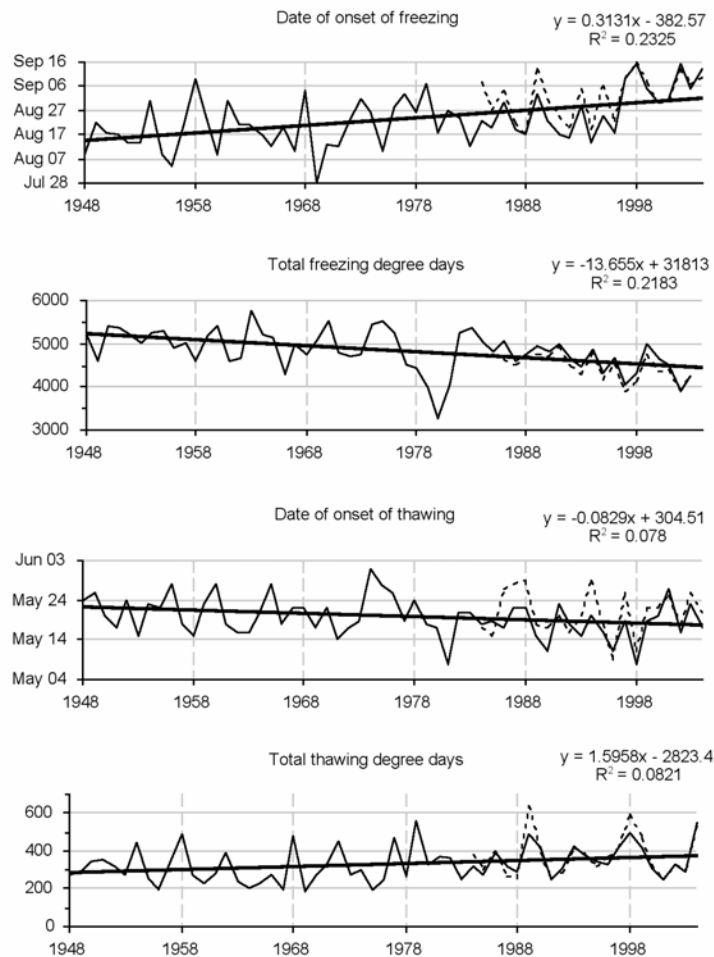 Date of onset of freezing
y = 0.3131x - 382.57
R² = 0.2325
Sep 16
Sep 06
Aug 27
Aug 17
Aug 07
Jul 28
1948 1958 1968 1978 1988 1998
Total freezing degree days
y = -13.655x + 31813
R² = 0.2183
6000
5000
4000
3000
1948 1958 1968 1978 1988 1998
Date of onset of thawing
y = -0.0829x + 304.51
R² = 0.078
Jun 03
May 24
May 14
May 04
1948 1958 1968 1978 1988 1998
Total thawing degree days
y = 1.5958x - 2823.4
R² = 0.0821
600
400
200
0
1948 1958 1968 1978 1988 1998